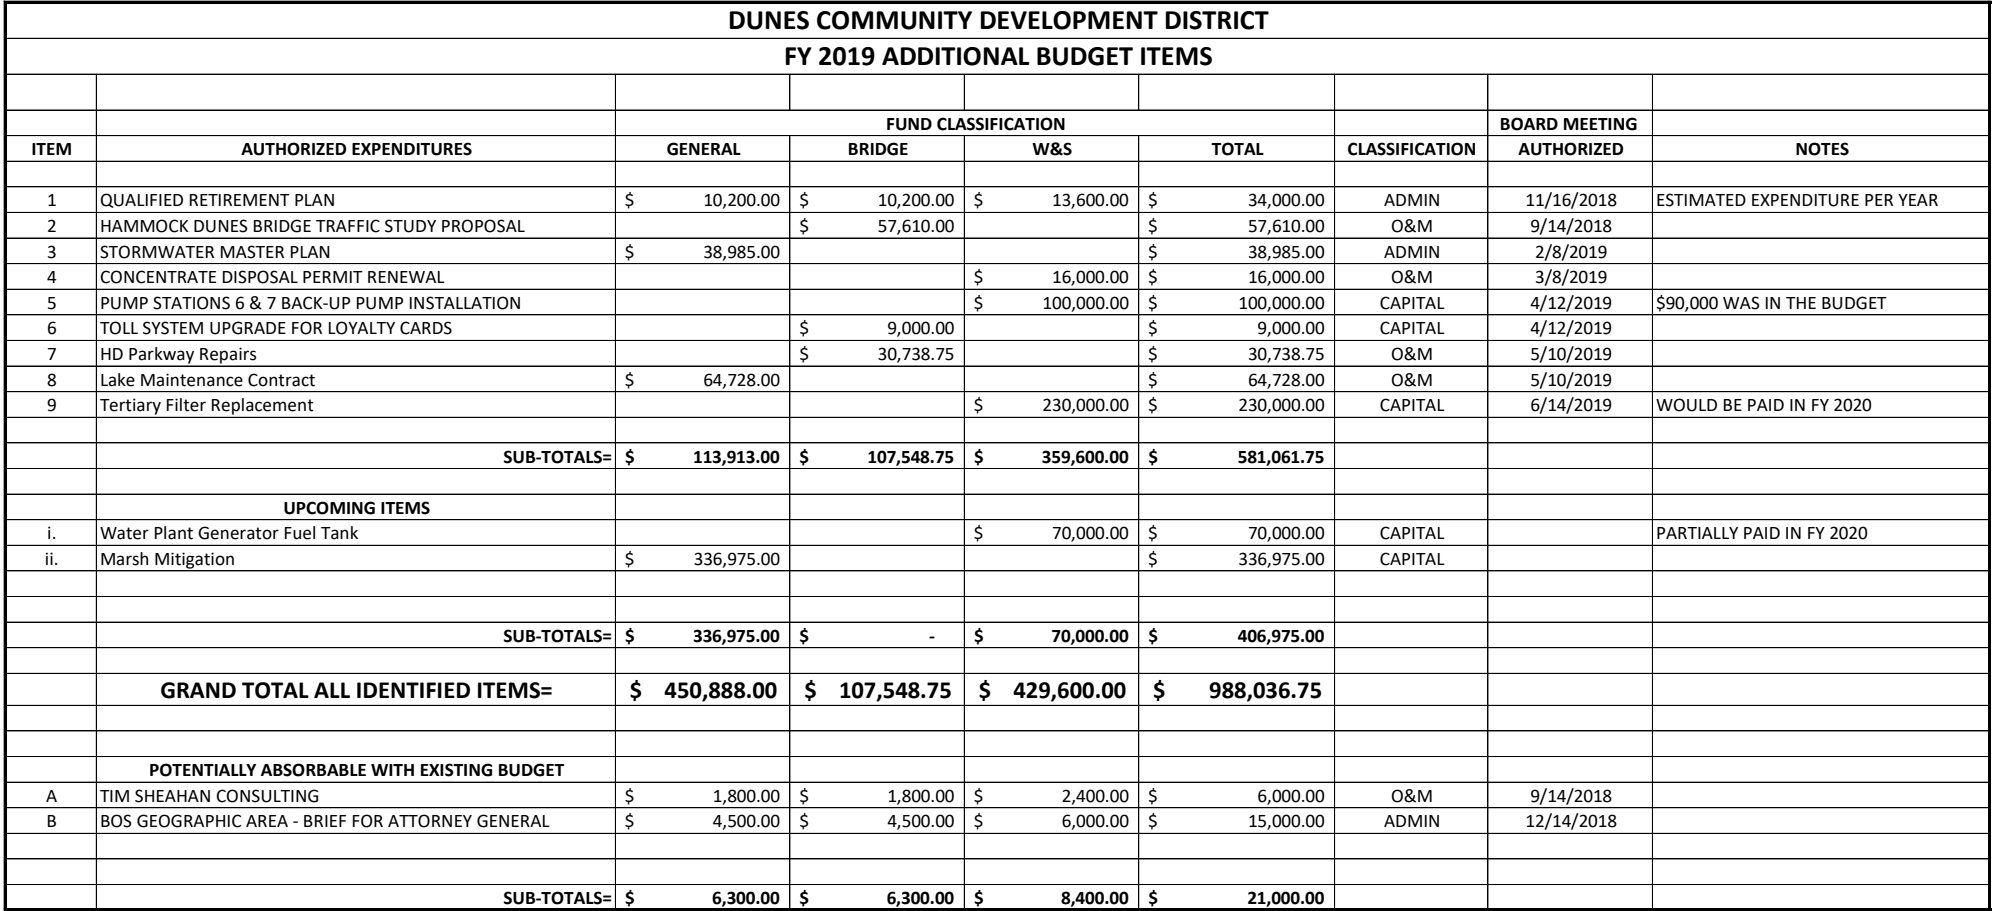 DUNES COMMUNITY DEVELOPMENT DISTRICT
FY 2019 ADDITIONAL BUDGET ITEMS
FUND CLASSIFICATION BOARD MEETING
ITEM AUTHORIZED EXPENDITURES GENERAL BRIDGE W&S TOTAL CLASSIFICATION AUTHORIZED NOTES
1 QUALIFIED RETIREMENT PLAN $ 10,200.00 $ 10,200.00 $ 13,600.00 $ 34,000.00 ADMIN 11/16/2018 ESTIMATED EXPENDITURE PER YEAR
2 HAMMOCK DUNES BRIDGE TRAFFIC STUDY PROPOSAL $ 57,610.00 $ 57,610.00 O&M 9/14/2018
3 STORMWATER MASTER PLAN $ 38,985.00 $ 38,985.00 ADMIN 2/8/2019
4 CONCENTRATE DISPOSAL PERMIT RENEWAL $ 16,000.00 $ 16,000.00 O&M 3/8/2019
5 PUMP STATIONS 6 & 7 BACK-UP PUMP INSTALLATION $ 100,000.00 $ 100,000.00 CAPITAL 4/12/2019 $90,000 WAS IN THE BUDGET
6 TOLL SYSTEM UPGRADE FOR LOYALTY CARDS $ 9,000.00 $ 9,000.00 CAPITAL 4/12/2019
7 HD Parkway Repairs $ 30,738.75 $ 30,738.75 O&M 5/10/2019
8 Lake Maintenance Contract $ 64,728.00 $ 64,728.00 O&M 5/10/2019
9 Tertiary Filter Replacement $ 230,000.00 $ 230,000.00 CAPITAL 6/14/2019 WOULD BE PAID IN FY 2020
SUB-TOTALS= $ 113,913.00 $ 107,548.75 $ 359,600.00 $ 581,061.75
UPCOMING ITEMS
i. Water Plant Generator Fuel Tank $ 70,000.00 $ 70,000.00 CAPITAL PARTIALLY PAID IN FY 2020
ii. Marsh Mitigation $ 336,975.00 $ 336,975.00 CAPITAL
SUB-TOTALS= $ 336,975.00 $ - $ 70,000.00 $ 406,975.00
GRAND TOTAL ALL IDENTIFIED ITEMS= $ 450,888.00 $ 107,548.75 $ 429,600.00 $ 988,036.75
POTENTIALLY ABSORBABLE WITH EXISTING BUDGET
A TIM SHEAHAN CONSULTING $ 1,800.00 $ 1,800.00 $ 2,400.00 $ 6,000.00 O&M 9/14/2018
B BOS GEOGRAPHIC AREA - BRIEF FOR ATTORNEY GENERAL $ 4,500.00 $ 4,500.00 $ 6,000.00 $ 15,000.00 ADMIN 12/14/2018
SUB-TOTALS= $ 6,300.00 $ 6,300.00 $ 8,400.00 $ 21,000.00